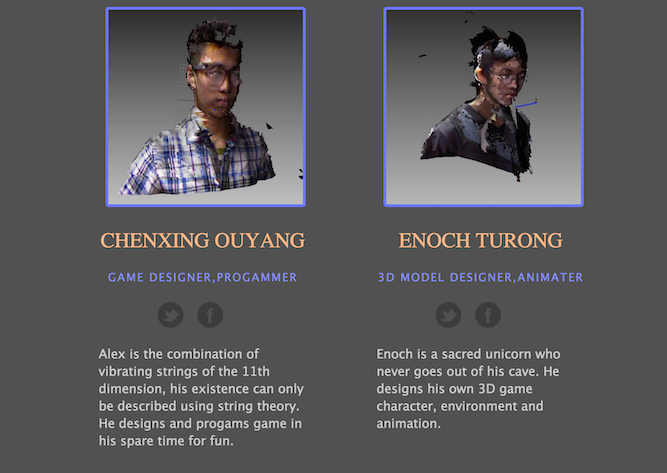 CHENXING OUYANG
GAME DESIGNER,PROGAMMER
Alex is the combination of
vibrating strings of the 11th
dimension, his existence can only
be described using string theory.
He designs and progams game in
his spare time for fun.
ENOCH TURONG
3D MODEL DESIGNER,ANIMATER
Enoch is a sacred unicorn who
never goes out of his cave. He
designs his own 3D game
character, environment and
animation.